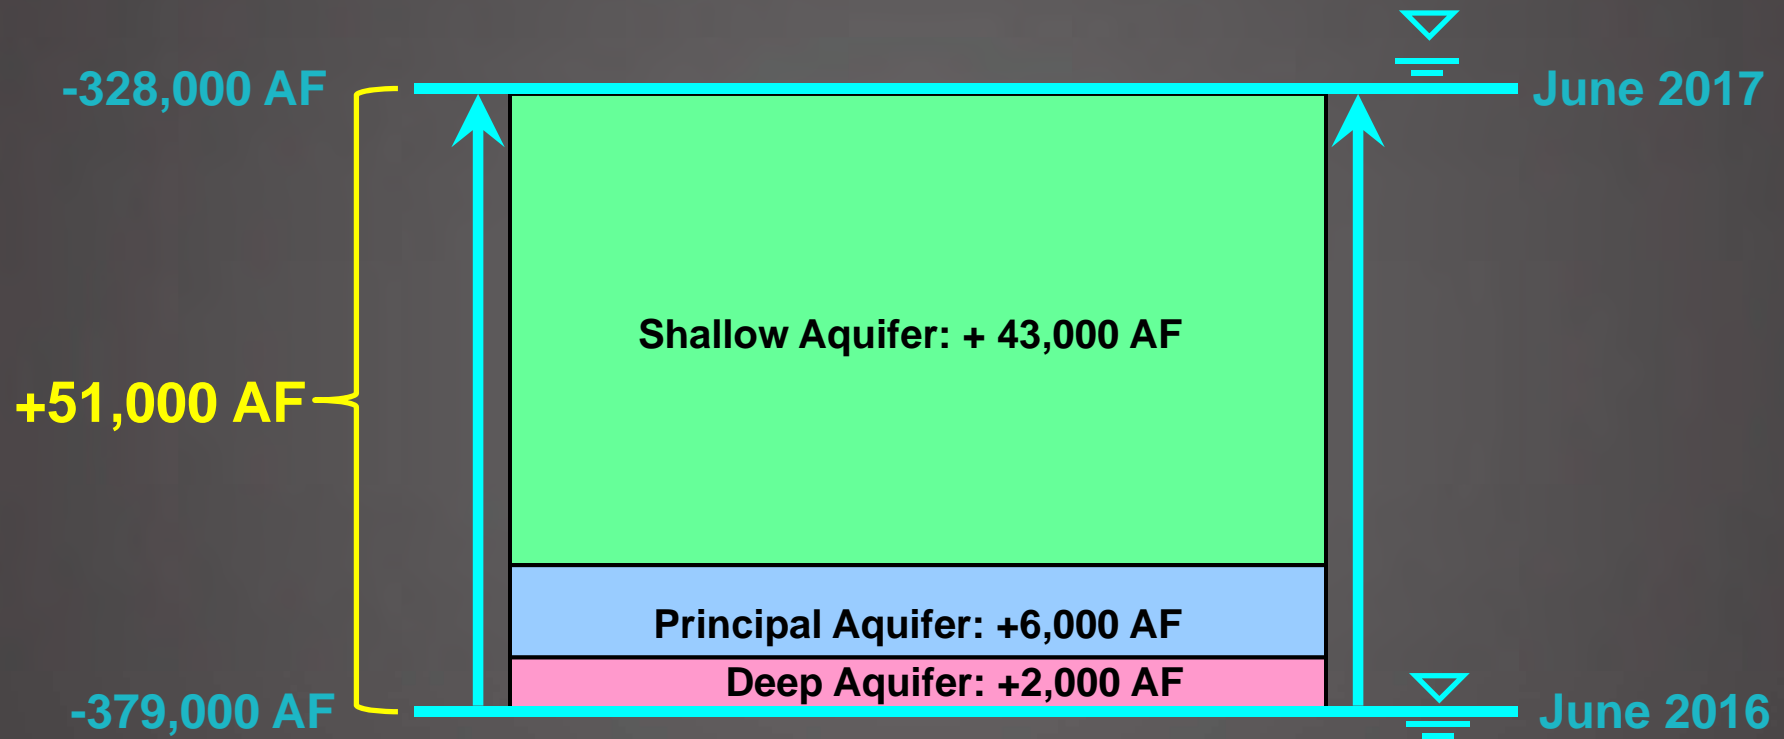 -328,000 AF
June 2017
Shallow Aquifer: + 43,000 AF
+51,000 AF
Principal Aquifer: +6,000 AF
Deep Aquifer: +2,000 AF
-379,000 AF
June 2016